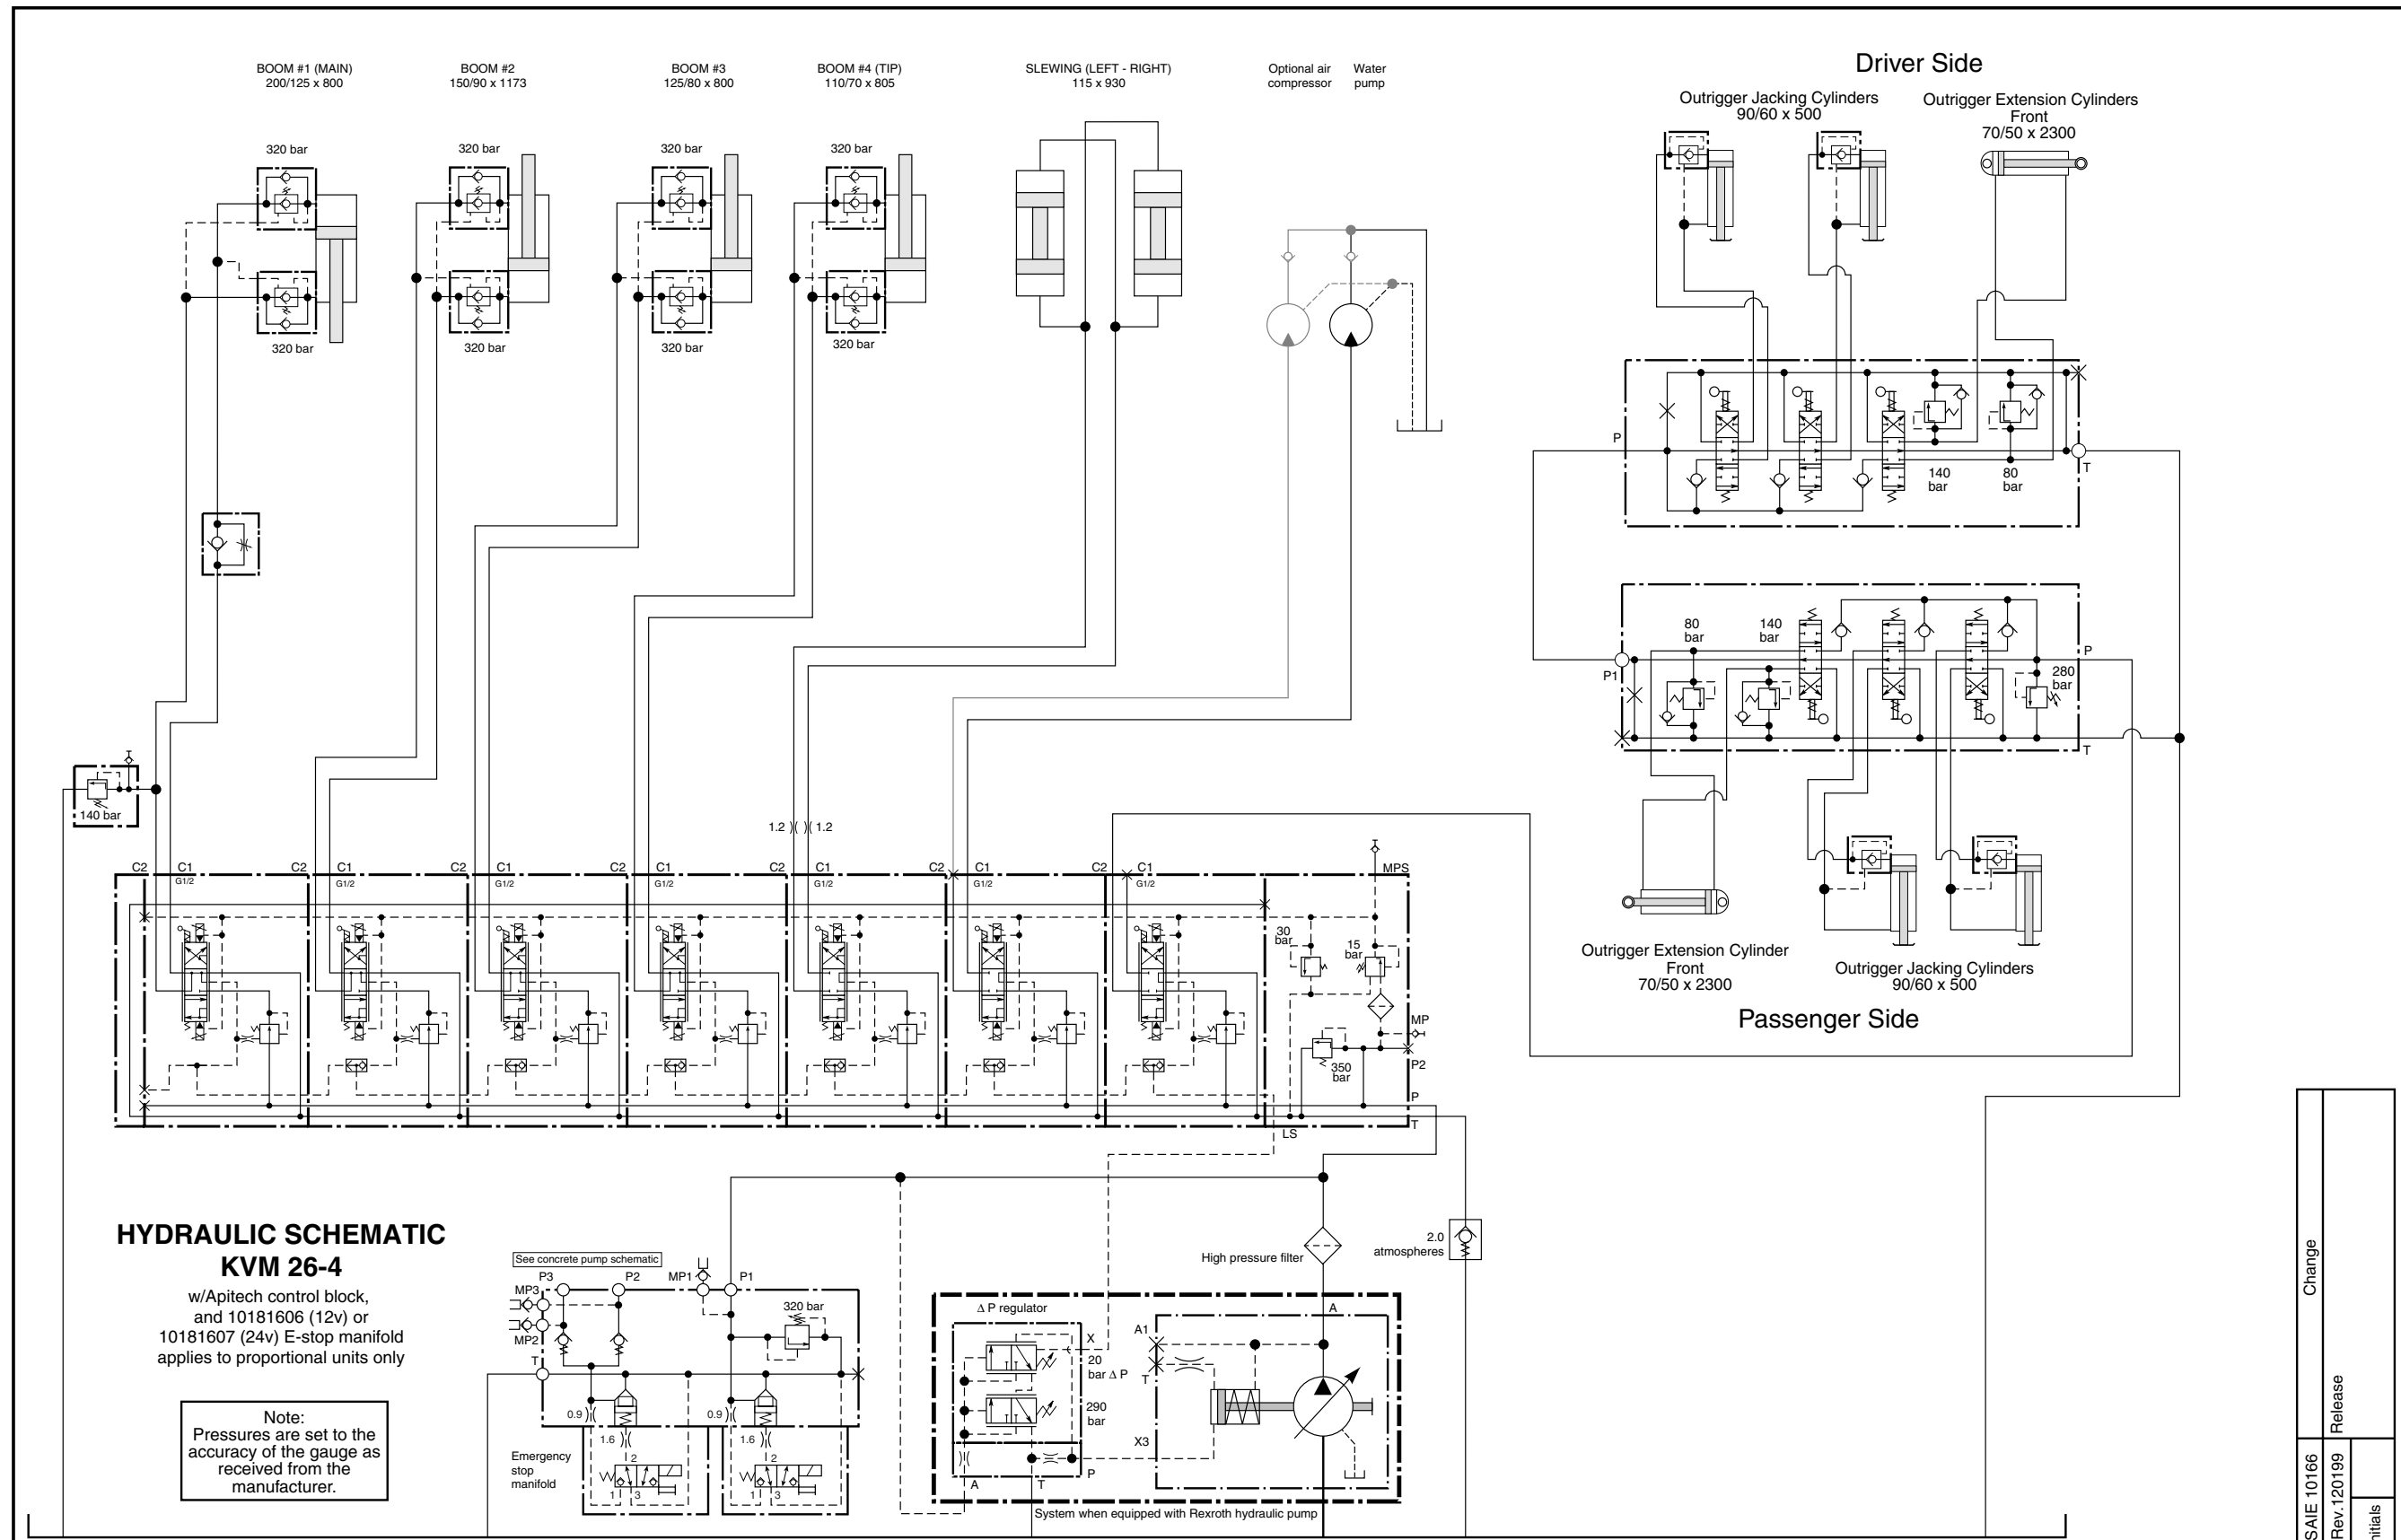 BOOM #1 (MAIN)
200/125 x 800
BOOM #2
150/90 x 1173
BOOM #3
125/80 x 800
BOOM #4 (TIP)
110/70 x 805
SLEWING (LEFT - RIGHT)
115 x 930
Optional air
compressor
Water
pump
Driver Side
Outrigger Jacking Cylinders
90/60 x 500
Outrigger Extension Cylinders
Front
70/50 x 2300
320 bar
320 bar
320 bar
320 bar
320 bar
320 bar
320 bar
320 bar
P
140
bar
80
bar
T
80
bar
140
bar
P
P1
280
bar
T
140 bar
1.2
1.2
C2
C1
G1/2
C2
C1
G1/2
C2
C1
G1/2
C2
C1
G1/2
C2
C1
G1/2
C2
C1
G1/2
C2
C1
G1/2
MPS
30
bar
15
bar
MP
350
bar
P2
P
T
LS
Outrigger Extension Cylinder
Front
70/50 x 2300
Outrigger Jacking Cylinders
90/60 x 500
Passenger Side
HYDRAULIC SCHEMATIC
KVM 26-4
w/Apitech control block,
and 10181606 (12v) or
10181607 (24v) E-stop manifold
applies to proportional units only
Note:
Pressures are set to the
accuracy of the gauge as
received from the
manufacturer.
See concrete pump schematic
P3
P2
MP1
P1
MP3
MP2
T
320 bar
0.9
0.9
1.6
1.6
2
1
3
2
1
3
Emergency
stop
manifold
High pressure filter
2.0
atmospheres
Δ P regulator
A
A1
X
20
bar Δ P
T
290
bar
X3
P
A
T
System when equipped with Rexroth hydraulic pump
Change
Release
SAIE 10166
Rev.120199
nitials